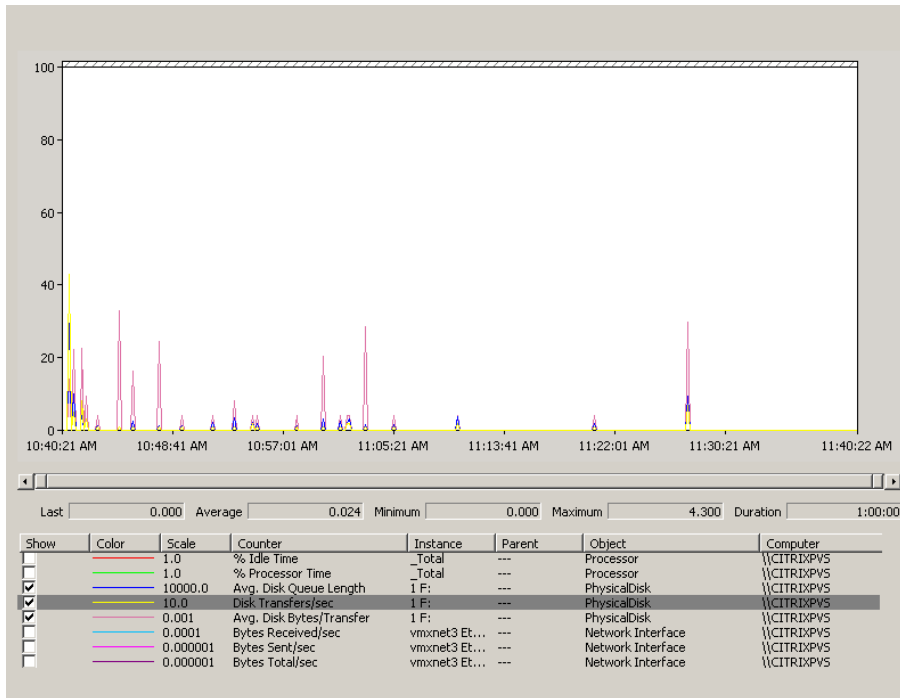 100
80
60
40
20
0
10:40:21 AM 10:48:41 AM 10:57:01 AM 11:05:21 AM 11:13:41 AM 11:22:01 AM 11:30:21 AM 11:40:22 AM
Last 0.000 Average 0.024 Minimum 0.000 Maximum 4.300 Duration 1:00:00
Show Color Scale Counter Instance Parent Object Computer
1.0 % Idle Time _Total --- Processor \\CITRIXPVS
1.0 % Processor Time _Total --- Processor \\CITRIXPVS
10000.0 Avg. Disk Queue Length 1 F: --- PhysicalDisk \\CITRIXPVS
10.0 Disk Transfers/sec 1 F: --- PhysicalDisk \\CITRIXPVS
0.001 Avg. Disk Bytes/Transfer 1 F: --- PhysicalDisk \\CITRIXPVS
0.0001 Bytes Received/sec vmxnet3 Et... --- Network Interface \\CITRIXPVS
0.000001 Bytes Sent/sec vmxnet3 Et... --- Network Interface \\CITRIXPVS
0.000001 Bytes Total/sec vmxnet3 Et... --- Network Interface \\CITRIXPVS